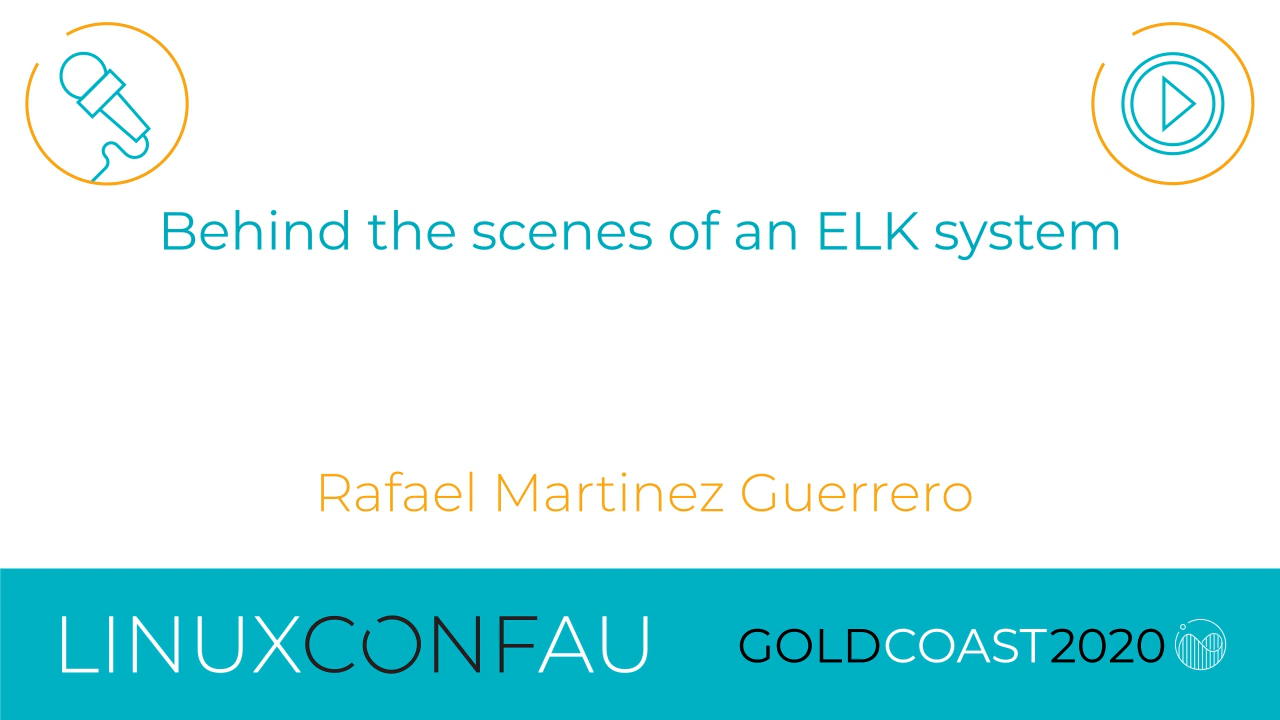 Behind the scenes of an ELK system
Rafael Martinez Guerrero
LINUXCONFAU
GOLDCOAST2020